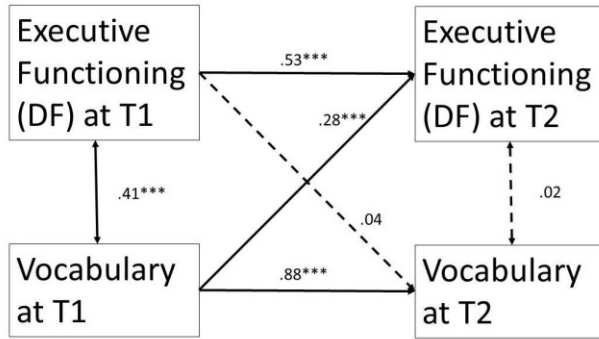 Executive
Functioning
(DF) at T1
Executive
Functioning
(DF) at T2
.53***
.28***
.41***
.04
.02
.88***
Vocabulary
at T1
Vocabulary
at T2